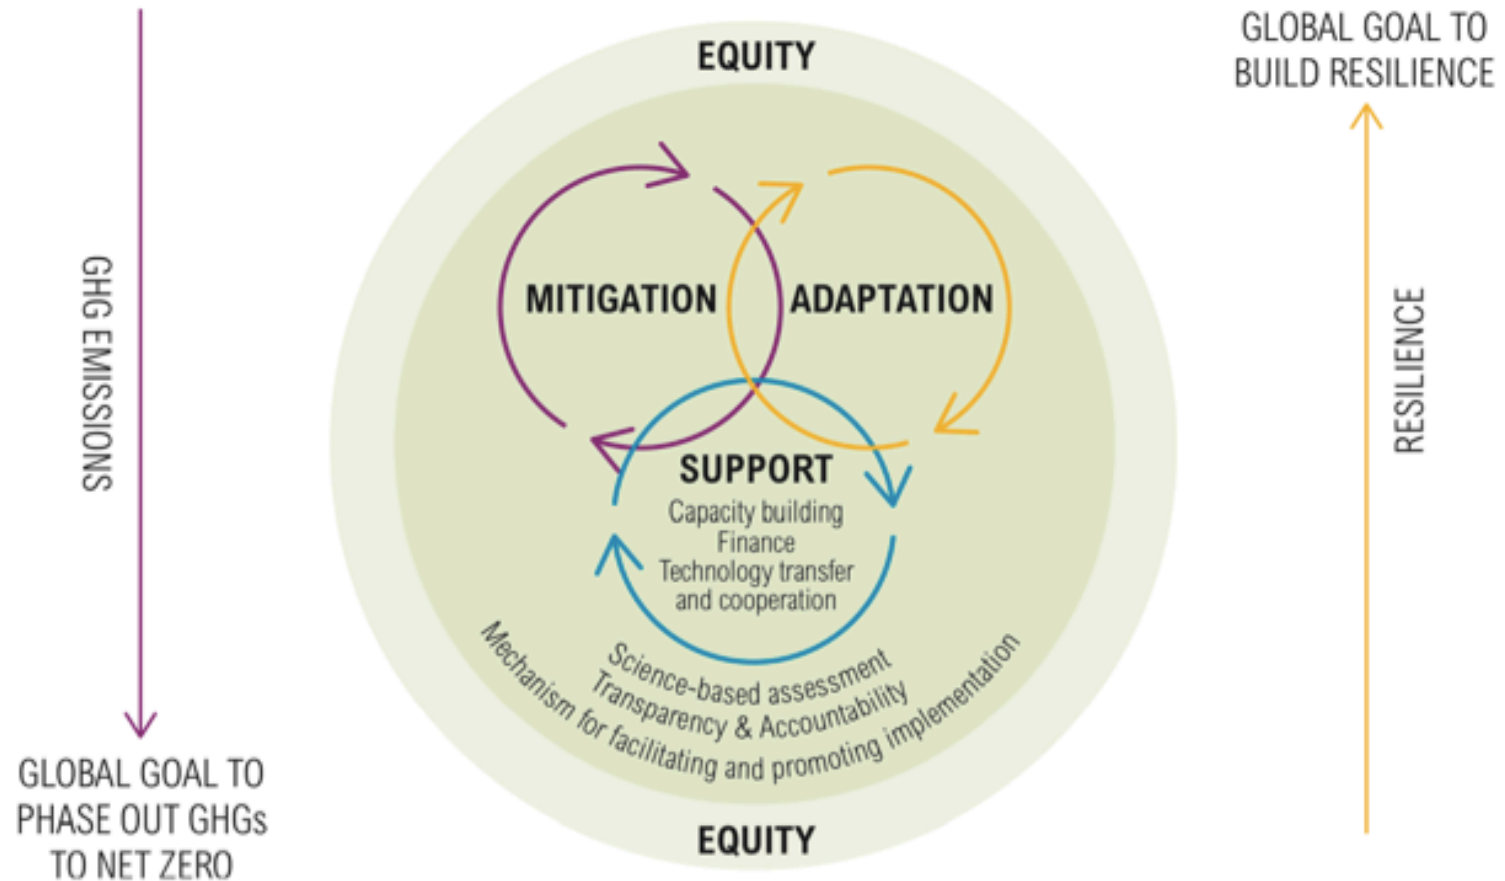 GLOBAL GOAL TO
BUILD RESILIENCE
EQUITY
GHG EMISSIONS
MITIGATION
ADAPTATION
RESILIENCE
SUPPORT
Capacity building
Finance
Technology transfer
and cooperation
Science-based assessment
Transparency & Accountability
Mechanism for facilitating and promoting implementation
GLOBAL GOAL TO
PHASE OUT GHGs
TO NET ZERO
EQUITY